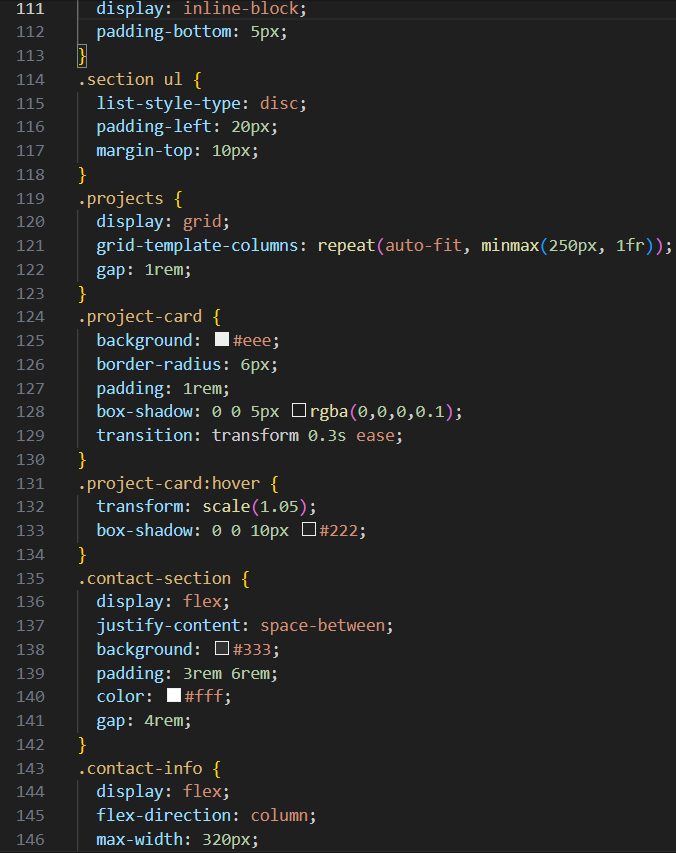 111 display: inline-block;
112 padding-bottom: 5px;
113 }
114 .section ul {
115 list-style-type: disc;
116 padding-left: 20px;
117 margin-top: 10px;
118 }
119 .projects {
120 display: grid;
121 grid-template-columns: repeat(auto-fit, minmax(250px, 1fr));
122 gap: 1rem;
123 }
124 .project-card {
125 background: #eee;
126 border-radius: 6px;
127 padding: 1rem;
128 box-shadow: 0 0 5px rgba(0,0,0,0.1);
129 transition: transform 0.3s ease;
130 }
131 .project-card:hover {
132 transform: scale(1.05);
133 box-shadow: 0 0 10px #222;
134 }
135 .contact-section {
136 display: flex;
137 justify-content: space-between;
138 background: #333;
139 padding: 3rem 6rem;
140 color: #fff;
141 gap: 4rem;
142 }
143 .contact-info {
144 display: flex;
145 flex-direction: column;
146 max-width: 320px;